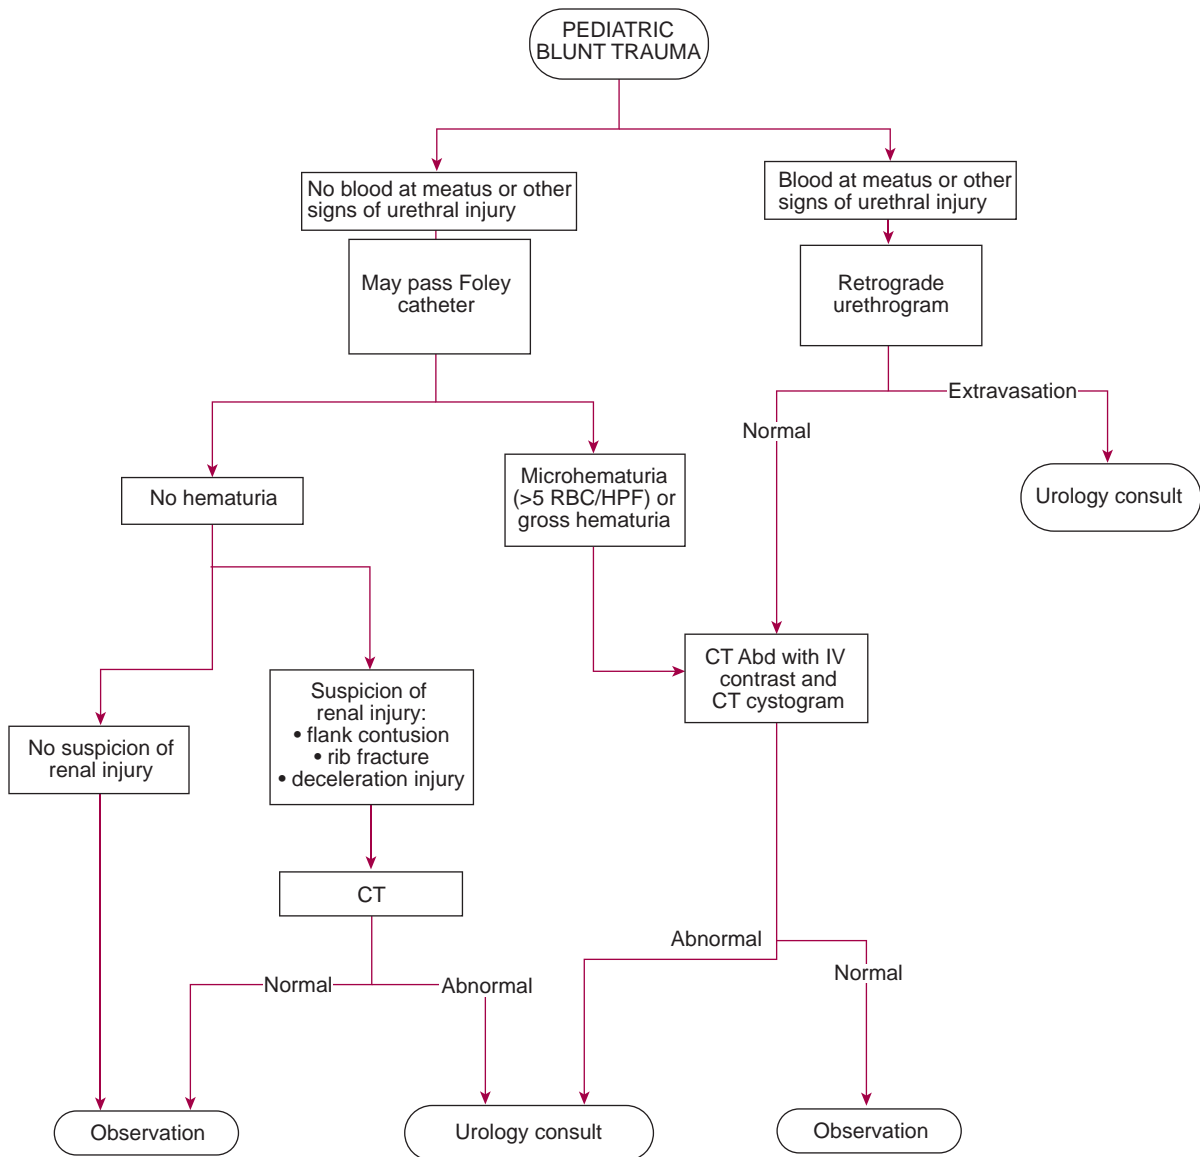 PEDIATRIC
BLUNT TRAUMA
No blood at meatus or other
signs of urethral injury
Blood at meatus or other
signs of urethral injury
May pass Foley
catheter
Retrograde
urethrogram
Extravasation
Normal
Urology consult
No hematuria
Microhematuria
(>5 RBC/HPF) or
gross hematuria
CT Abd with IV
contrast and
CT cystogram
No suspicion of
renal injury
Suspicion of
renal injury:
• flank contusion
• rib fracture
• deceleration injury
CT
Normal
Abnormal
Abnormal
Normal
Observation
Urology consult
Observation